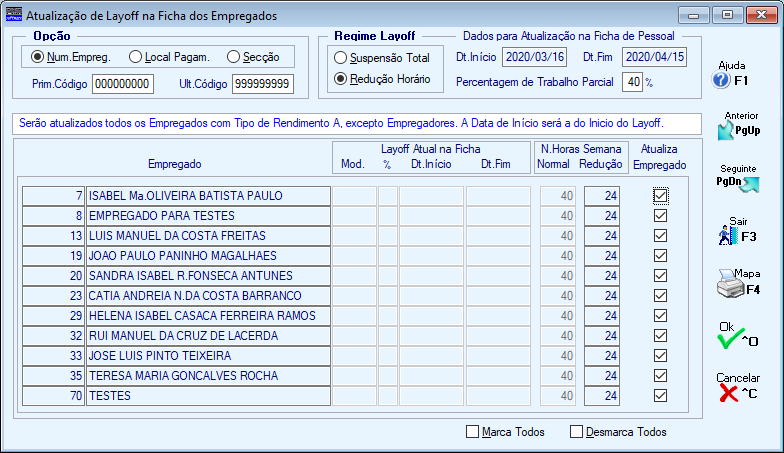 Atualização de Layoff na Ficha dos Empregados
Opção
Num.Empreg. Local Pagam. Secção
Prim.Código 000000000 Ult.Código 999999999
Regime Layoff
Suspensão Total
Redução Horário
Dados para Atualização na Ficha de Pessoal
Dt.Início 2020/03/16 Dt.Fim 2020/04/15
Percentagem de Trabalho Parcial 40 %
Ajuda
F1
Serão atualizados todos os Empregados com Tipo de Rendimento A, excepto Empregadores. A Data de Início será a do Inicio do Layoff.
Anterior
PgUp
Layoff Atual na Ficha N.Horas Semana Atualiza
Empregado Mod. % Dt.Início Dt.Fim Normal Redução Empregado
7 ISABEL Ma.OLIVEIRA BATISTA PAULO 40 24
8 EMPREGADO PARA TESTES 40 24
13 LUIS MANUEL DA COSTA FREITAS 40 24
19 JOAO PAULO PANINHO MAGALHAES 40 24
20 SANDRA ISABEL R.FONSECA ANTUNES 40 24
23 CATIA ANDREIA N.DA COSTA BARRANCO 40 24
29 HELENA ISABEL CASACA FERREIRA RAMOS 40 24
32 RUI MANUEL DA CRUZ DE LACERDA 40 24
33 JOSE LUIS PINTO TEIXEIRA 40 24
35 TERESA MARIA GONCALVES ROCHA 40 24
70 TESTES 40 24
Seguinte
PgDn
Sair
F3
Mapa
F4
Ok
^O
Cancelar
^C
Marca Todos Desmarca Todos